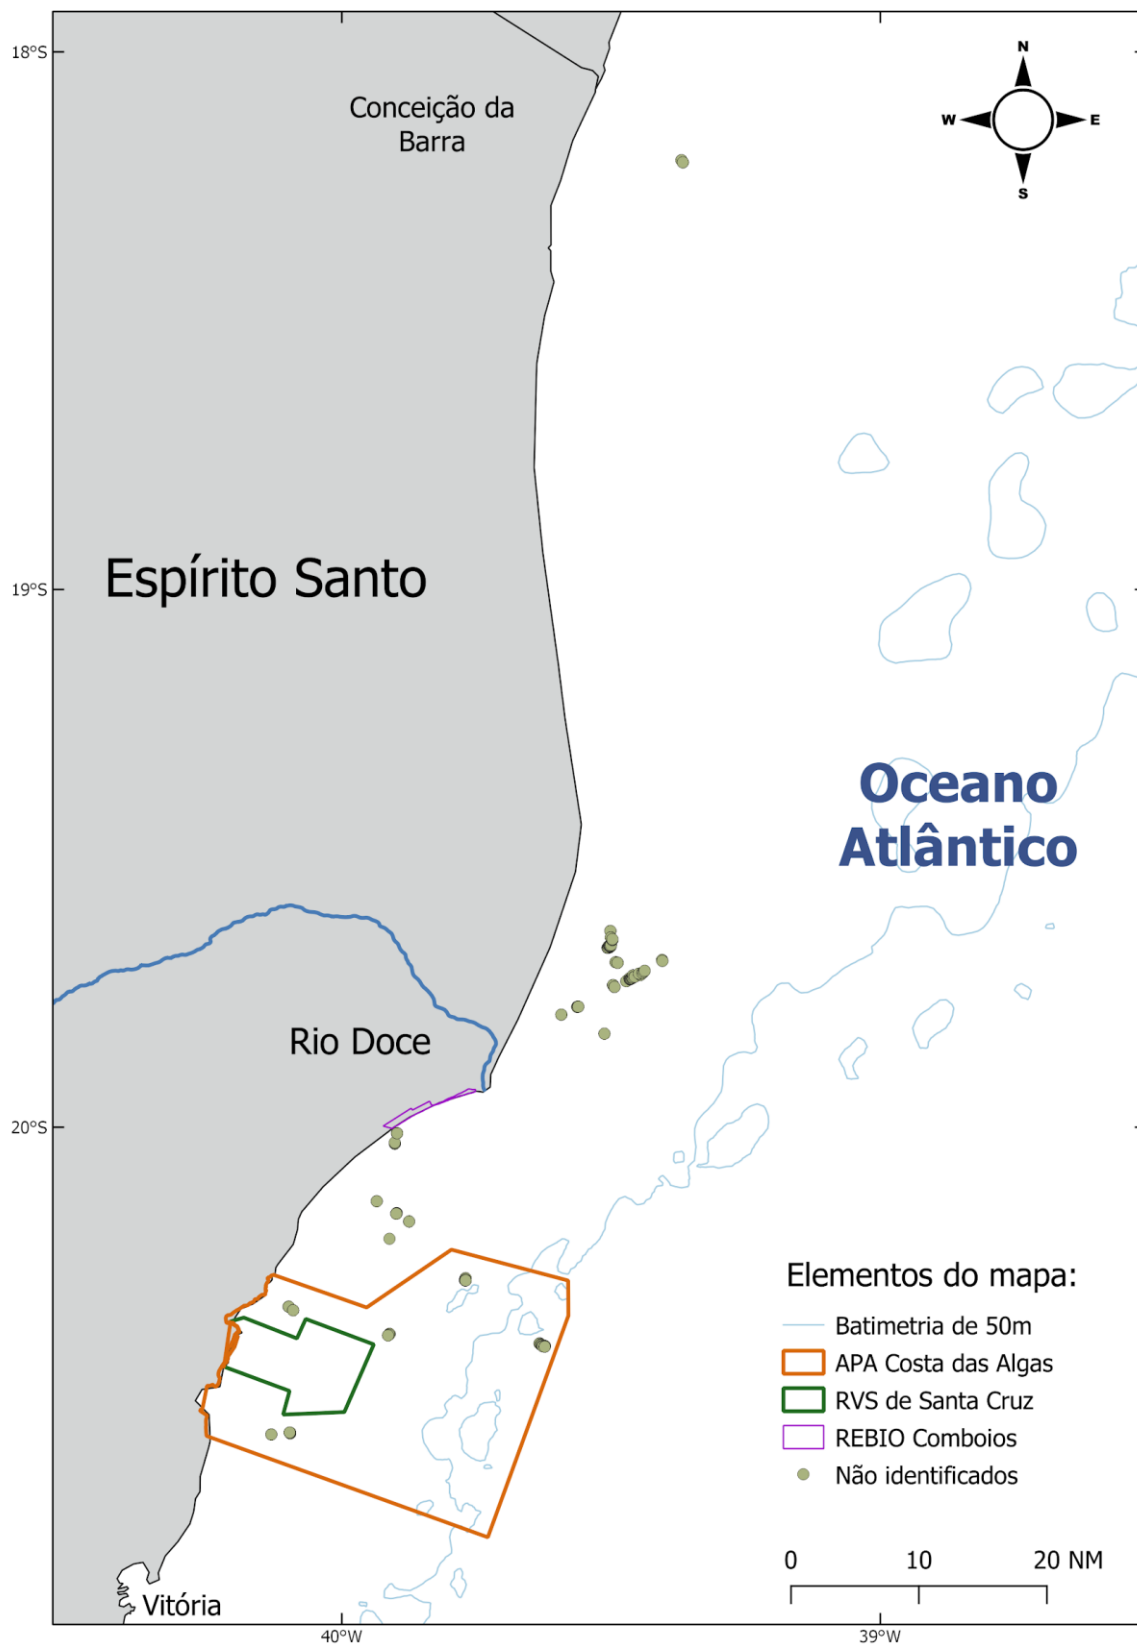 18°S
Conceição da
Barra
N
W
E
S
Espírito Santo
19°S
Oceano
Atlântico
Rio Doce
20°S
Elementos do mapa:
Batimetria de 50m
APA Costa das Algas
RVS de Santa Cruz
REBIO Comboios
Não identificados
0 10 20 NM
Vitória
40°W
39°W